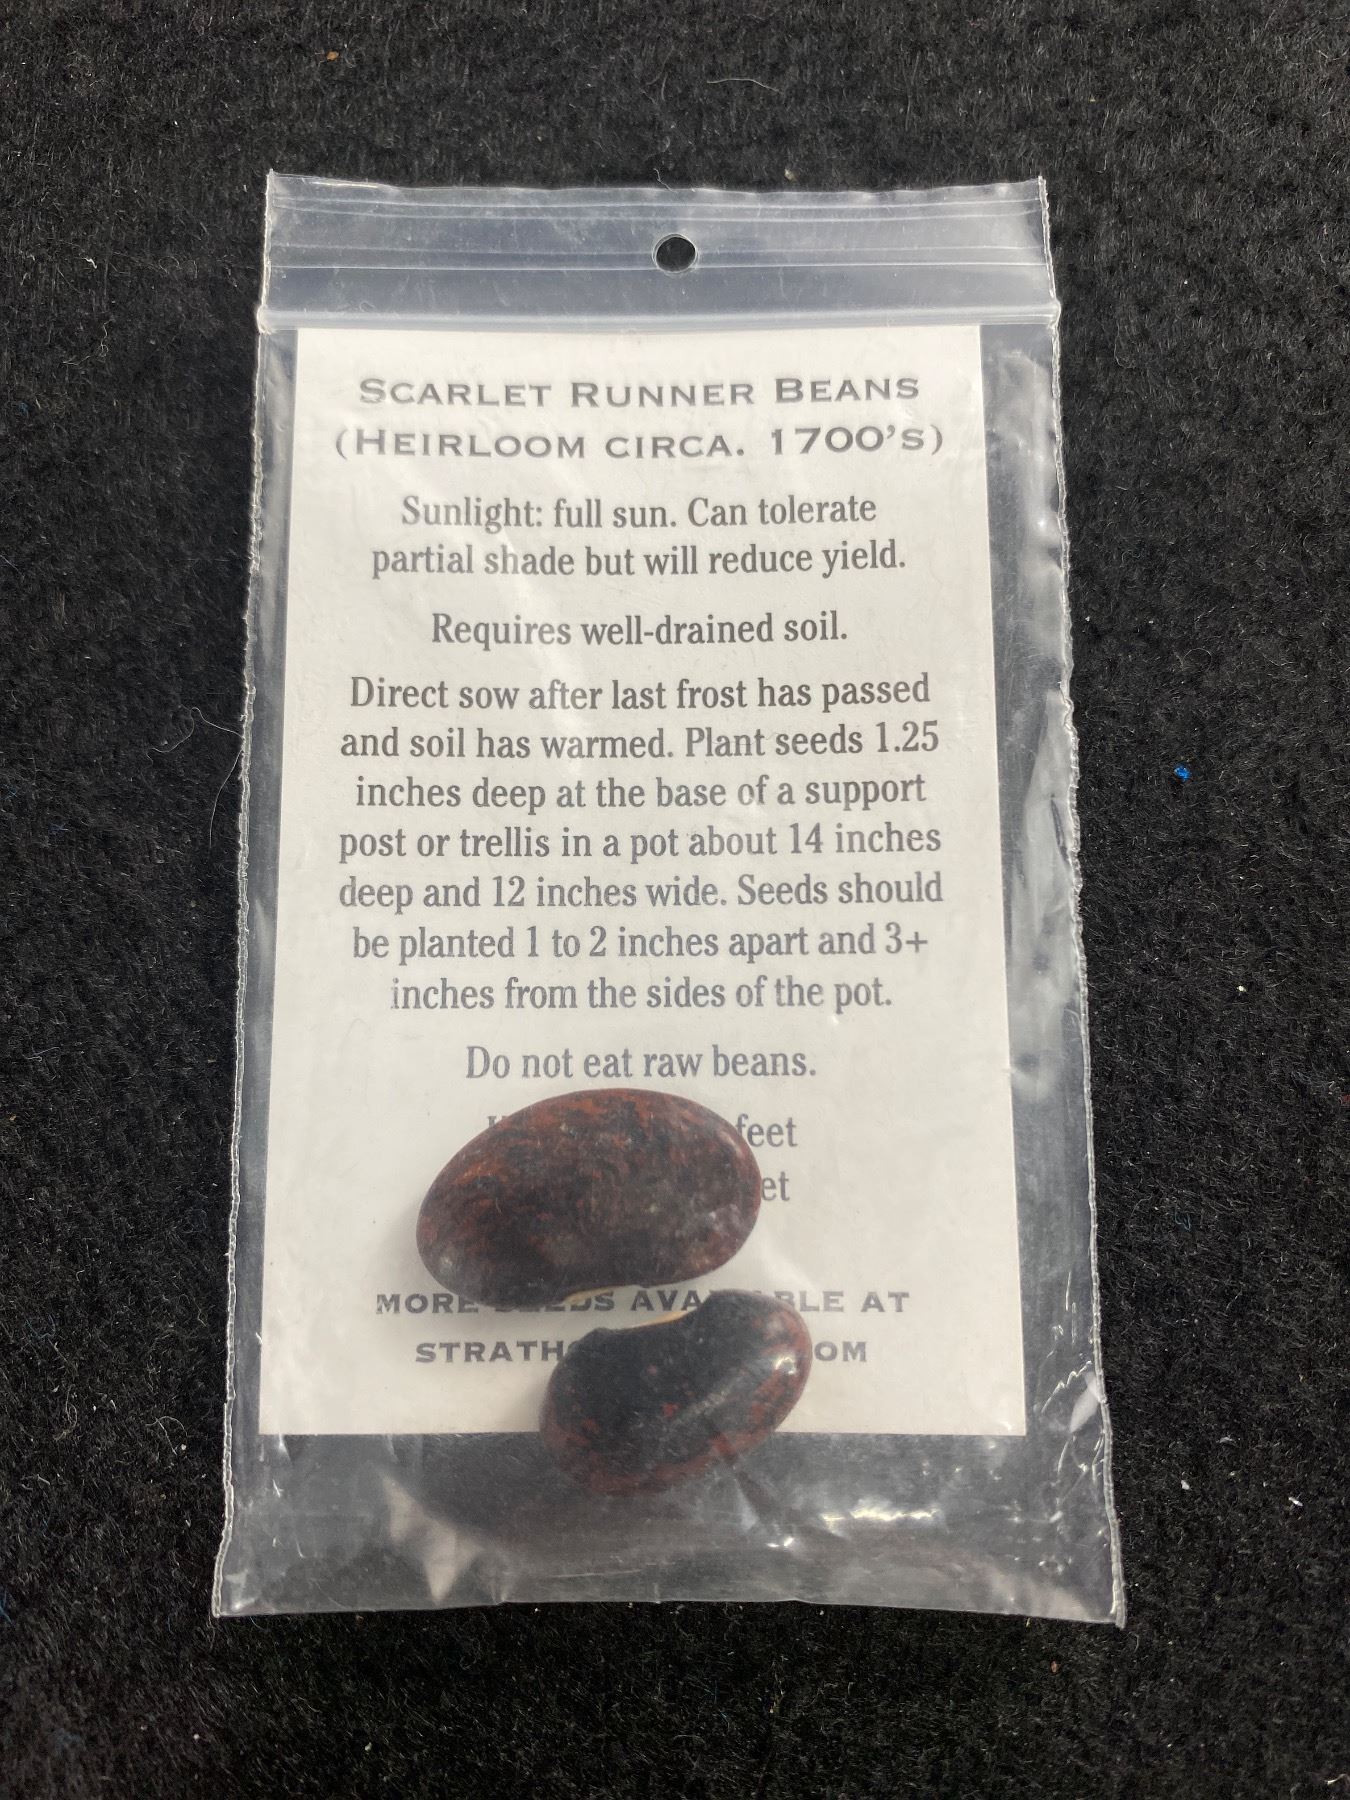 SCARLET RUNNER BEANS
(HEIRLOOM CIRCA. 1700'S)
Sunlight: full sun. Can tolerate
partial shade but will reduce yield.
Requires well-drained soil.
Direct sow after last frost has passed
and soil has warmed. Plant seeds 1.25
inches deep at the base of a support
post or trellis in a pot about 14 inches
deep and 12 inches wide. Seeds should
be planted 1 to 2 inches apart and 3+
inches from the sides of the pot.
Do not eat raw beans.
feet
MORE SEEDS AVAILABLE AT